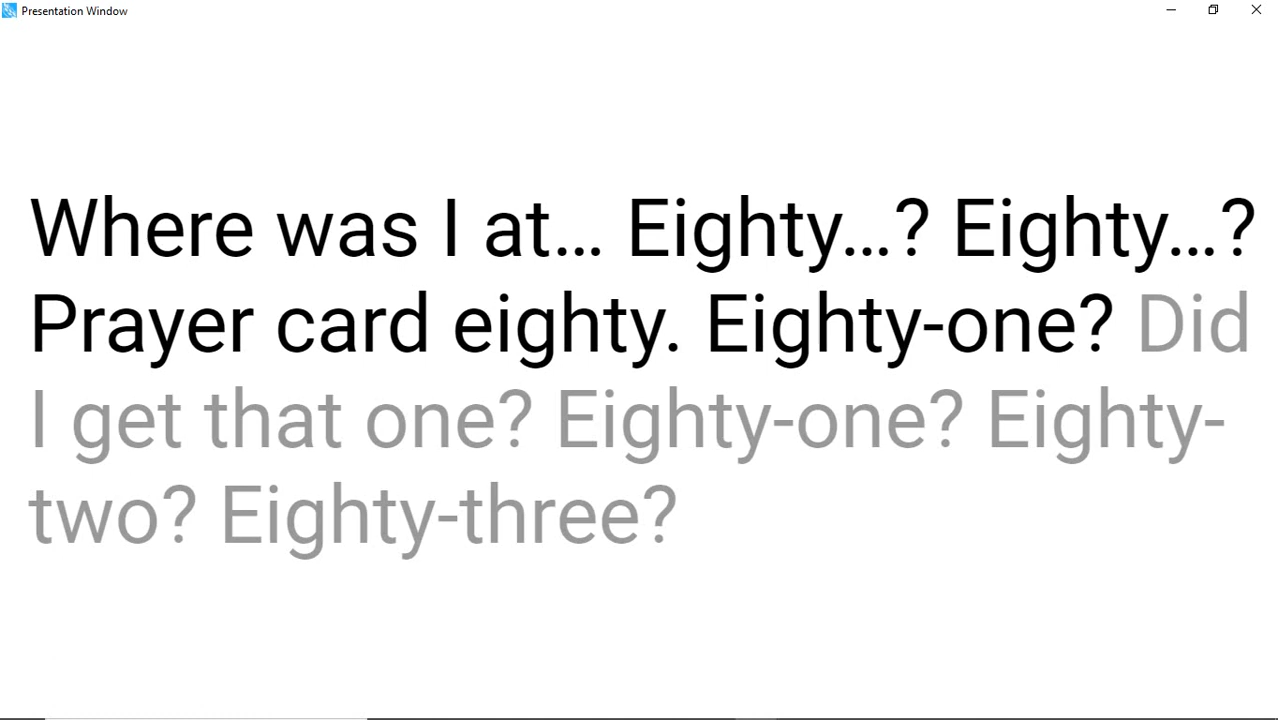 Presentation Window
Where was I at... Eighty...? Eighty...?
Prayer card eighty. Eighty-one? Did
I get that one? Eighty-one? Eighty-
two? Eighty-three?